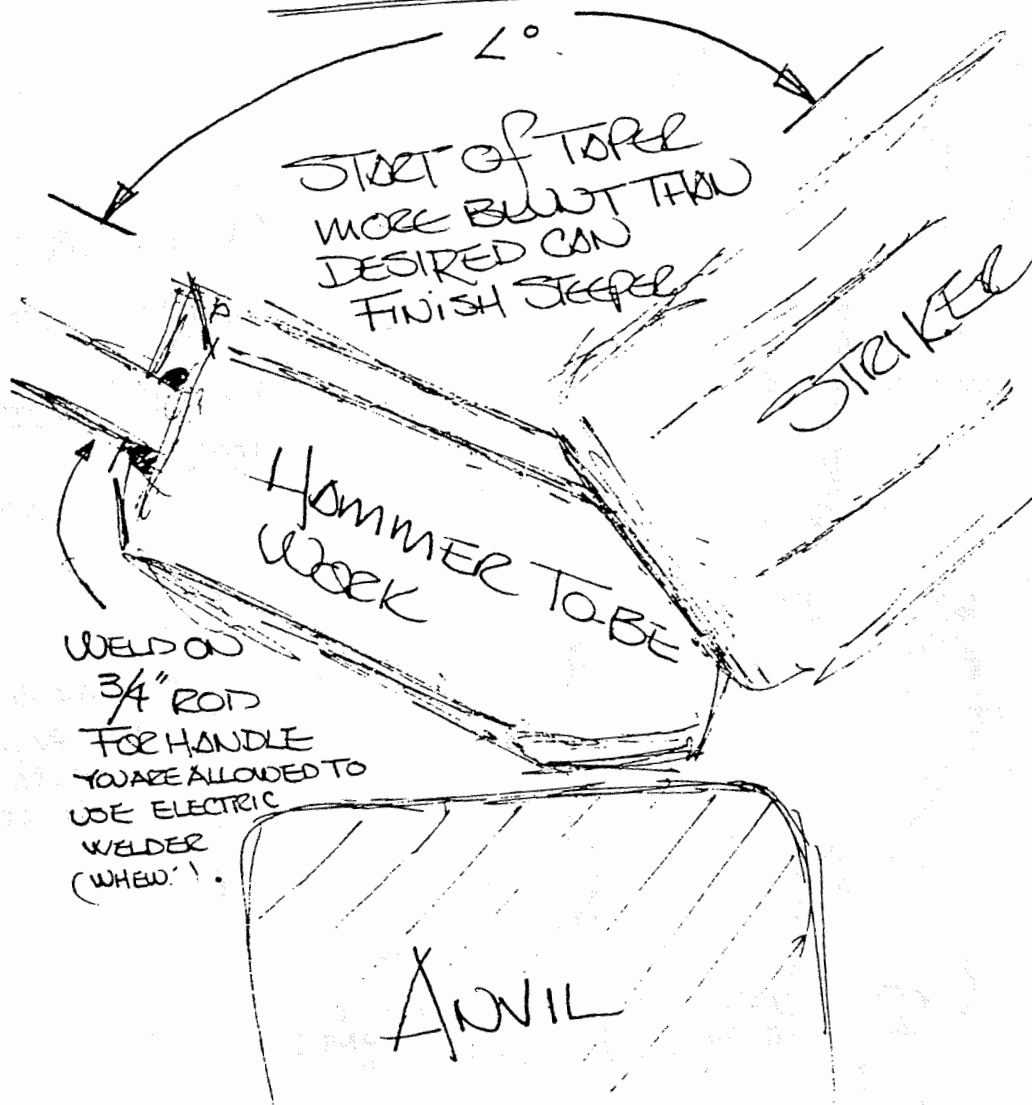 ∠°
START OF TAPER
MORE BLUNT THAN
DESIRED CAN
FINISH STEEPER
STRIKER
HAMMER TO BE
WORK
WELD ON
3/4" ROD
FOR HANDLE
YOU ARE ALLOWED TO
USE ELECTRIC
WELDER
(WHEW!).
ANVIL